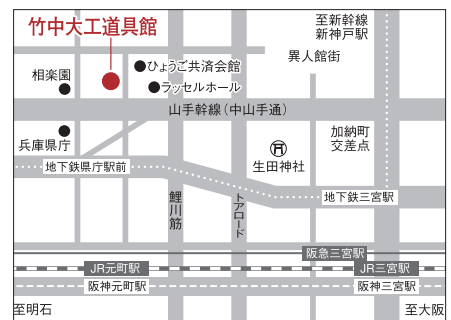 竹中大工道具館
至新幹線
新神戸駅
異人館街
ひょうご共済会館
相楽園
ラッセルホール
山手幹線(中山手通)
兵庫県庁
加納町
交差点
生田神社
地下鉄県庁駅前
地下鉄三宮駅
鯉川筋
トアロード
阪急三宮駅
JR元町駅
JR三宮駅
阪神元町駅
阪神三宮駅
至明石
至大阪